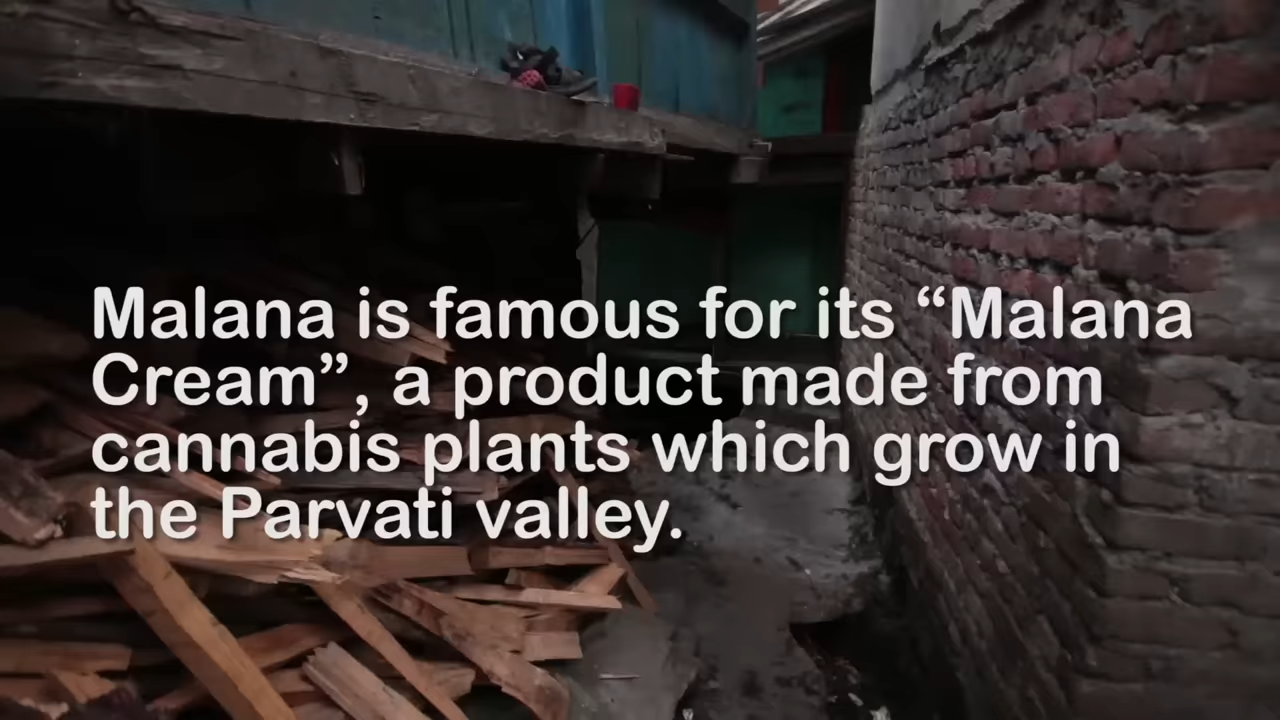 Malana is famous for its “Malana
Cream”, a product made from
cannabis plants which grow in
the Parvati valley.